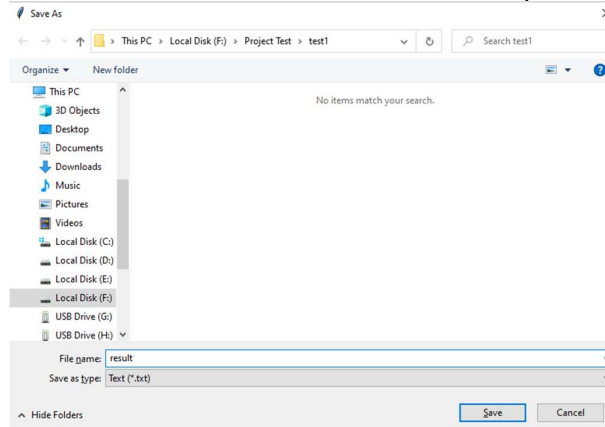 Save As
This PC > Local Disk (F:) > Project Test > test1
Search test1
Organize
New folder
This PC
3D Objects
Desktop
Documents
Downloads
Music
Pictures
Videos
Local Disk (C:)
Local Disk (D:)
Local Disk (E:)
Local Disk (F:)
USB Drive (G:)
USB Drive (H:)
No items match your search.
File name: result
Save as type: Text (*.txt)
Hide Folders
Save
Cancel